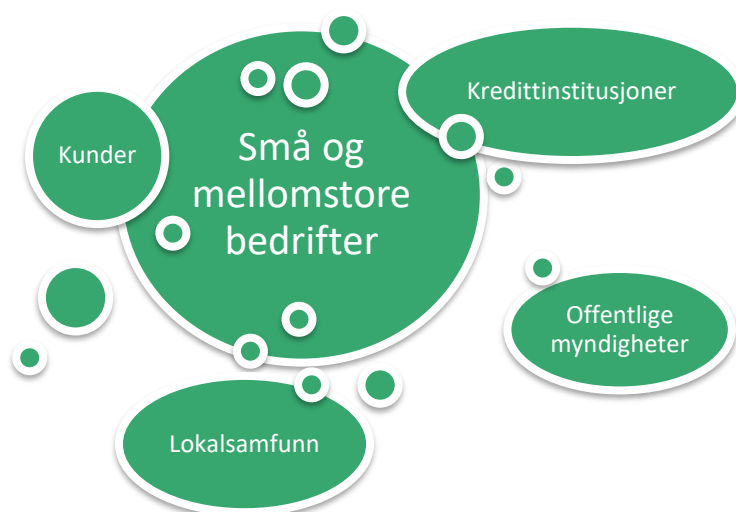 Kredittinstitusjoner
Kunder
Små og
mellomstore
bedrifter
Offentlige
myndigheter
Lokalsamfunn